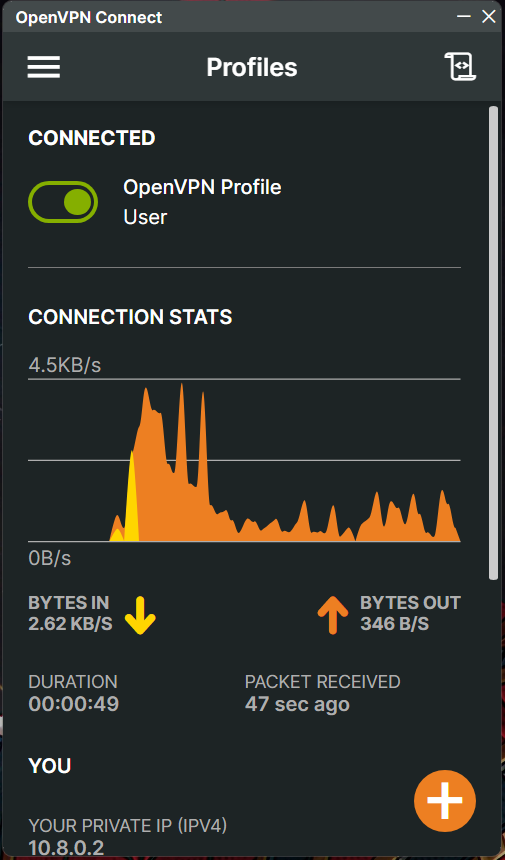 OpenVPN Connect
Profiles
CONNECTED
OpenVPN Profile
User
CONNECTION STATS
4.5KB/s
0B/s
BYTES IN
2.62 KB/S
BYTES OUT
346 B/S
DURATION
00:00:49
PACKET RECEIVED
47 sec ago
YOU
YOUR PRIVATE IP (IPV4)
10.8.0.2